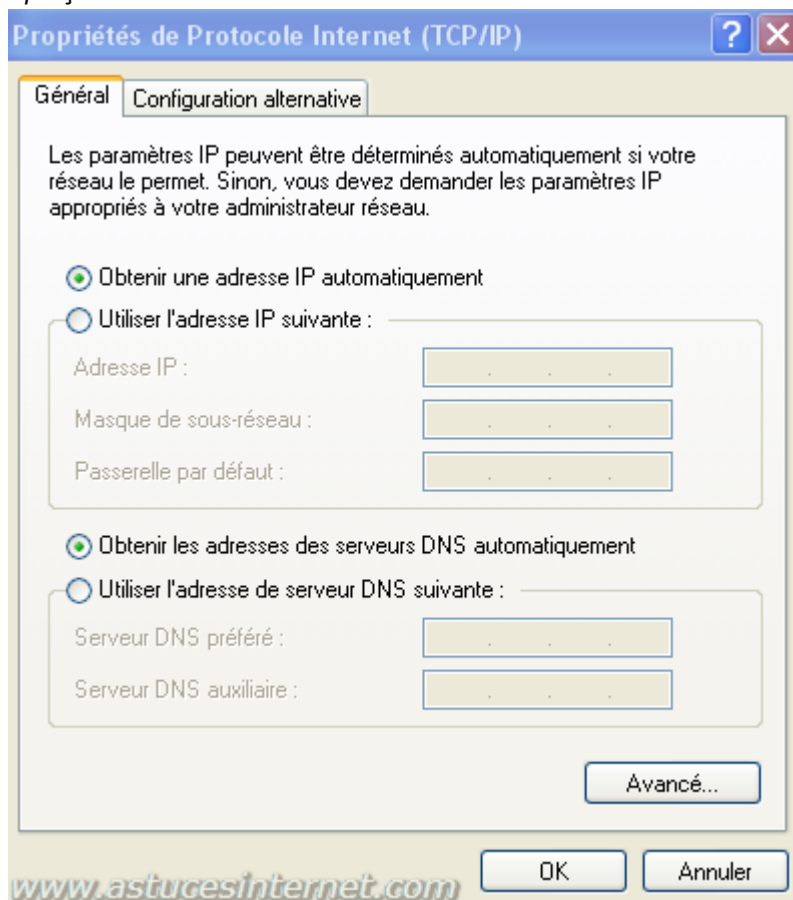 Propriétés de Protocole Internet (TCP/IP)
Général
Configuration alternative
Les paramètres IP peuvent être déterminés automatiquement si votre
réseau le permet. Sinon, vous devez demander les paramètres IP
appropriés à votre administrateur réseau.
Obtenir une adresse IP automatiquement
Utiliser l'adresse IP suivante :
Adresse IP :
Masque de sous-réseau :
Passerelle par défaut :
Obtenir les adresses des serveurs DNS automatiquement
Utiliser l'adresse de serveur DNS suivante :
Serveur DNS préféré :
Serveur DNS auxiliaire :
Avancé...
OK
Annuler
www.astucesinternet.com